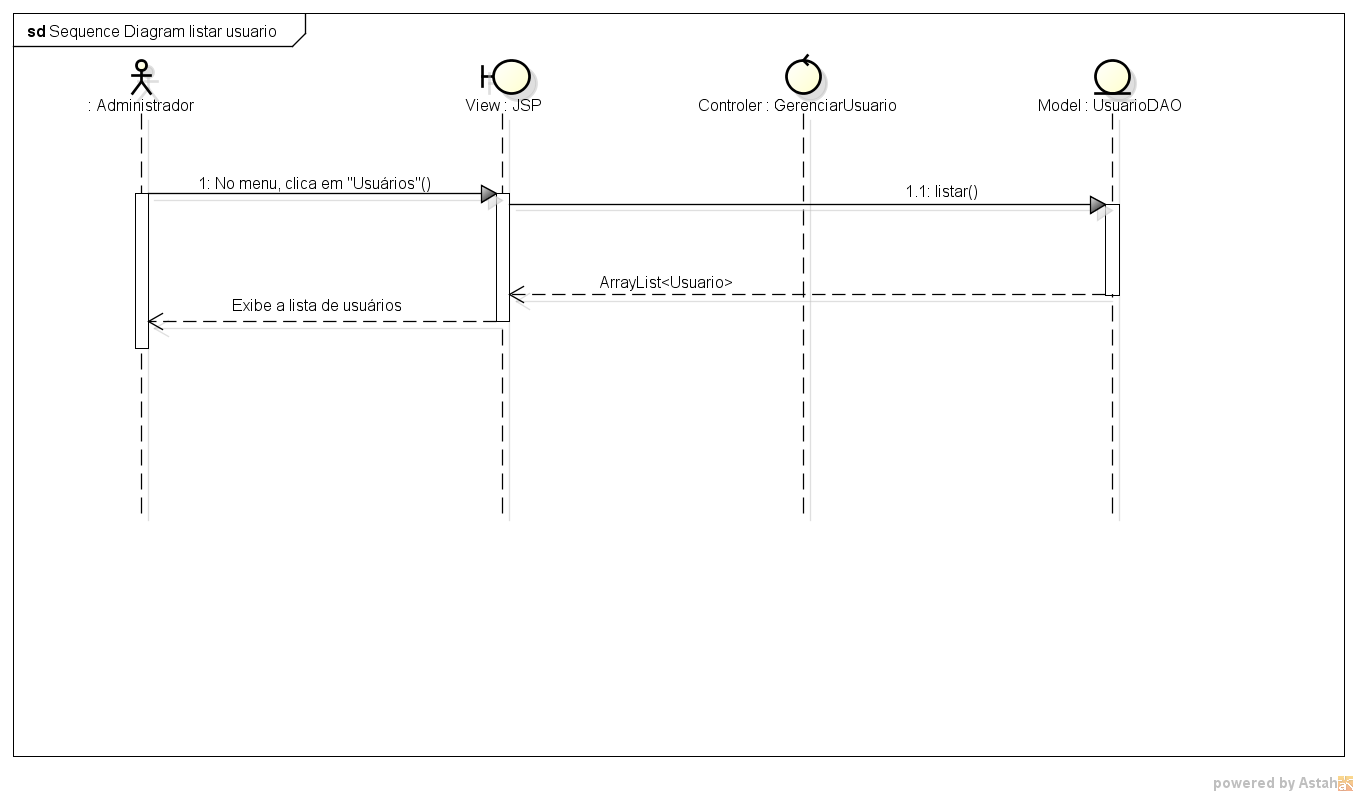 sd Sequence Diagram listar usuario
: Administrador
View : JSP
Controler : GerenciarUsuario
Model : UsuarioDAO
1: No menu, clica em "Usuários"()
1.1: listar()
ArrayList<Usuario>
Exibe a lista de usuários
powered by Astah